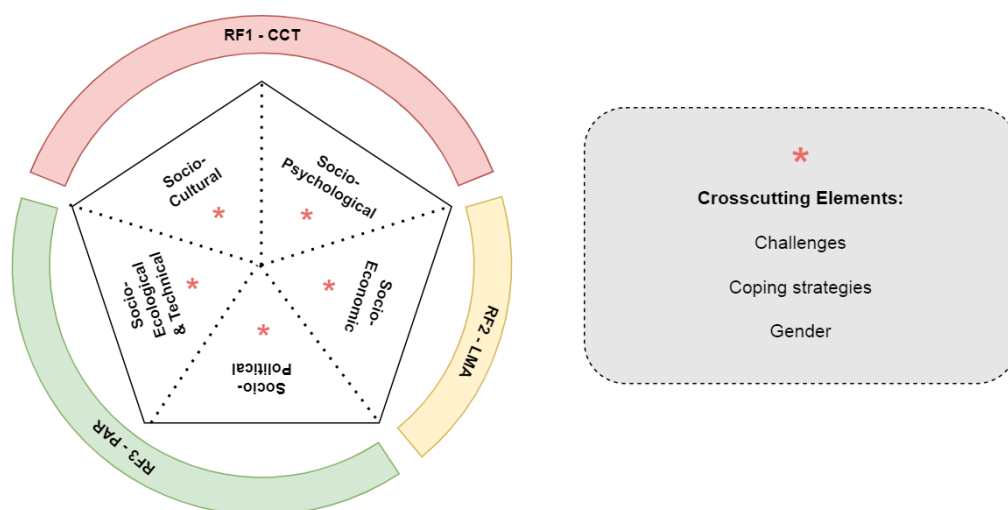 RF1 - CCT
Socio-
Cultural
Socio-
Psychological
Socio-
Economic
Socio-
Political
Socio-
Ecological
& Technical
RF2 - LMA
RF3 - PAR
*
Crosscutting Elements:
Challenges
Coping strategies
Gender